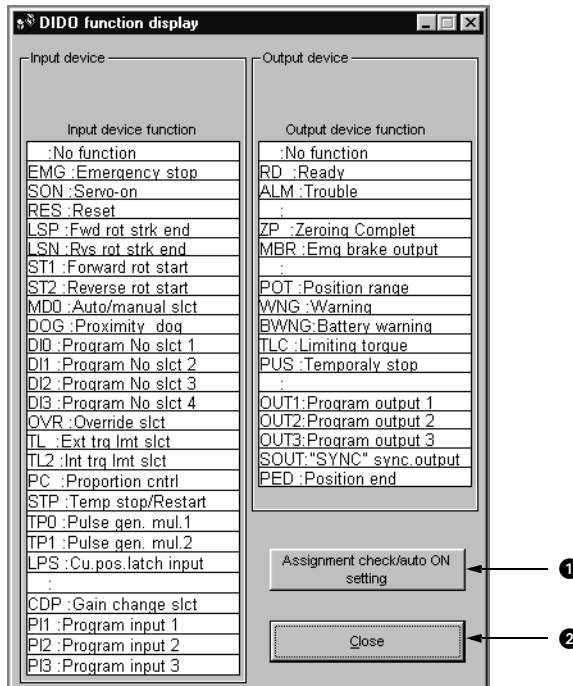 DIDO function display
Input device
Input device function
:No function
EMG :Emergency stop
SON :Servo-on
RES :Reset
LSP :Fwd rot strk end
LSN :Rvs rot strk end
ST1 :Forward rot start
ST2 :Reverse rot start
MD0 :Auto/manual slct
DOG :Proximity dog
DI0 :Program No slct 1
DI1 :Program No slct 2
DI2 :Program No slct 3
DI3 :Program No slct 4
OVR :Override slct
TL :Ext trq lmt slct
TL2 :Int trq lmt slct
PC :Proportion cntrl
STP :Temp stop/Restart
TP0 :Pulse gen. mul.1
TP1 :Pulse gen. mul.2
LPS :Cu.pos.latch input
:
CDP :Gain change slct
PI1 :Program input 1
PI2 :Program input 2
PI3 :Program input 3
Output device
Output device function
:No function
RD :Ready
ALM :Trouble
:
ZP :Zeroing Complet
MBR :Emg brake output
:
POT :Position range
WNG :Warning
BWNG:Battery warning
TLC :Limiting torque
PUS :Temporaly stop
:
OUT1:Program output 1
OUT2:Program output 2
OUT3:Program output 3
SOUT:"SYNC" sync.output
PED :Position end
Assignment check/auto ON
setting
❶
Close
❷